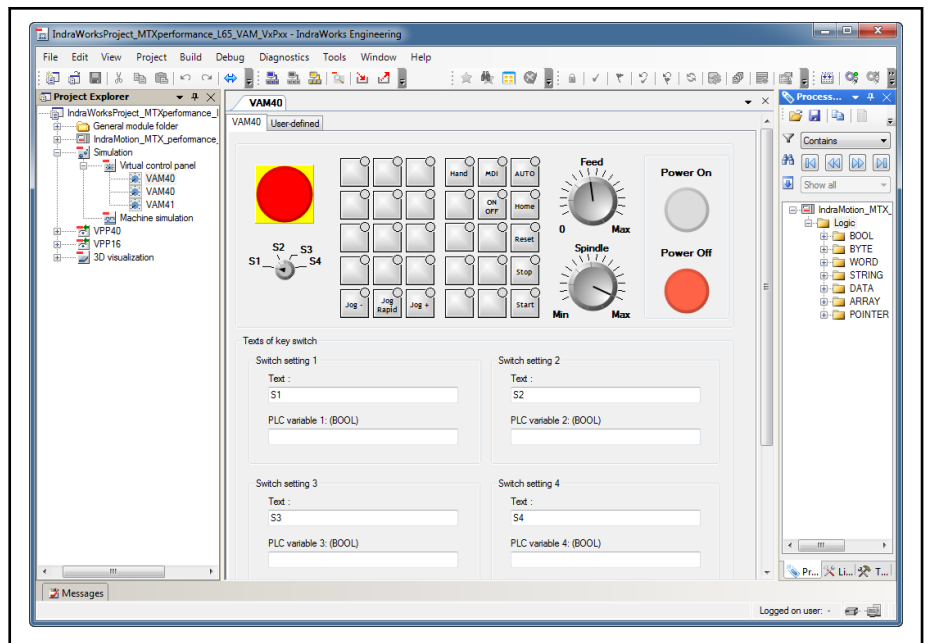 IndraWorksProject_MTXperformance_L65_VAM_VxPxx - IndraWorks Engineering
File Edit View Project Build Debug Diagnostics Tools Window Help
Project Explorer
IndraWorksProject_MTXperformance_l
General module folder
IndraMotion_MTX_performance_
Simulation
Virtual control panel
VAM40
VAM40
VAM41
Machine simulation
VPP40
VPP16
3D visualization
VAM40
VAM40 User-defined
Hand MDI AUTO
ON OFF Home
Reset
Stop
Jog - Jog Rapid Jog + Start
S1 S2 S3 S4
Feed
0 Max
Spindle
Min Max
Power On
Power Off
Texts of key switch
Switch setting 1
Text :
S1
PLC variable 1: (BOOL)
Switch setting 2
Text :
S2
PLC variable 2: (BOOL)
Switch setting 3
Text :
S3
PLC variable 3: (BOOL)
Switch setting 4
Text :
S4
PLC variable 4: (BOOL)
Process...
Contains
Show all
IndraMotion_MTX_
Logic
BOOL
BYTE
WORD
STRING
DATA
ARRAY
POINTER
Pr... Li... T...
Messages
Logged on user: -